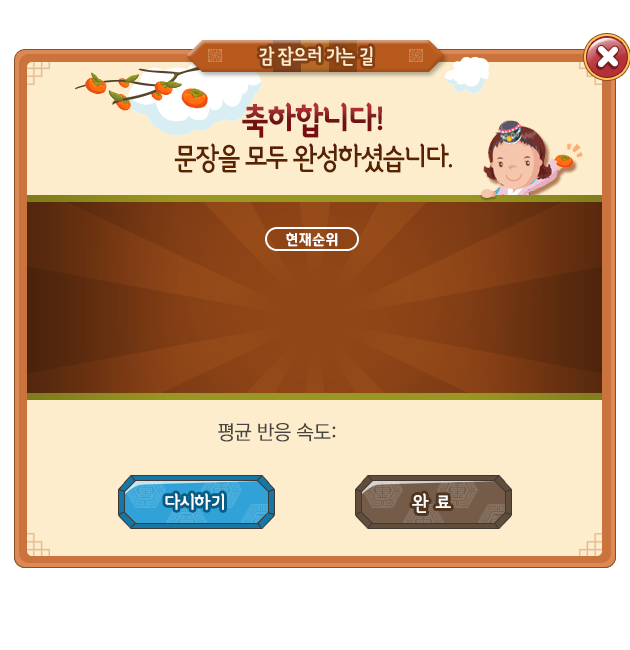 감 잡으러 가는 길
축하합니다!
문장을 모두 완성하셨습니다.
현재순위
평균 반응 속도:
다시하기
완 료